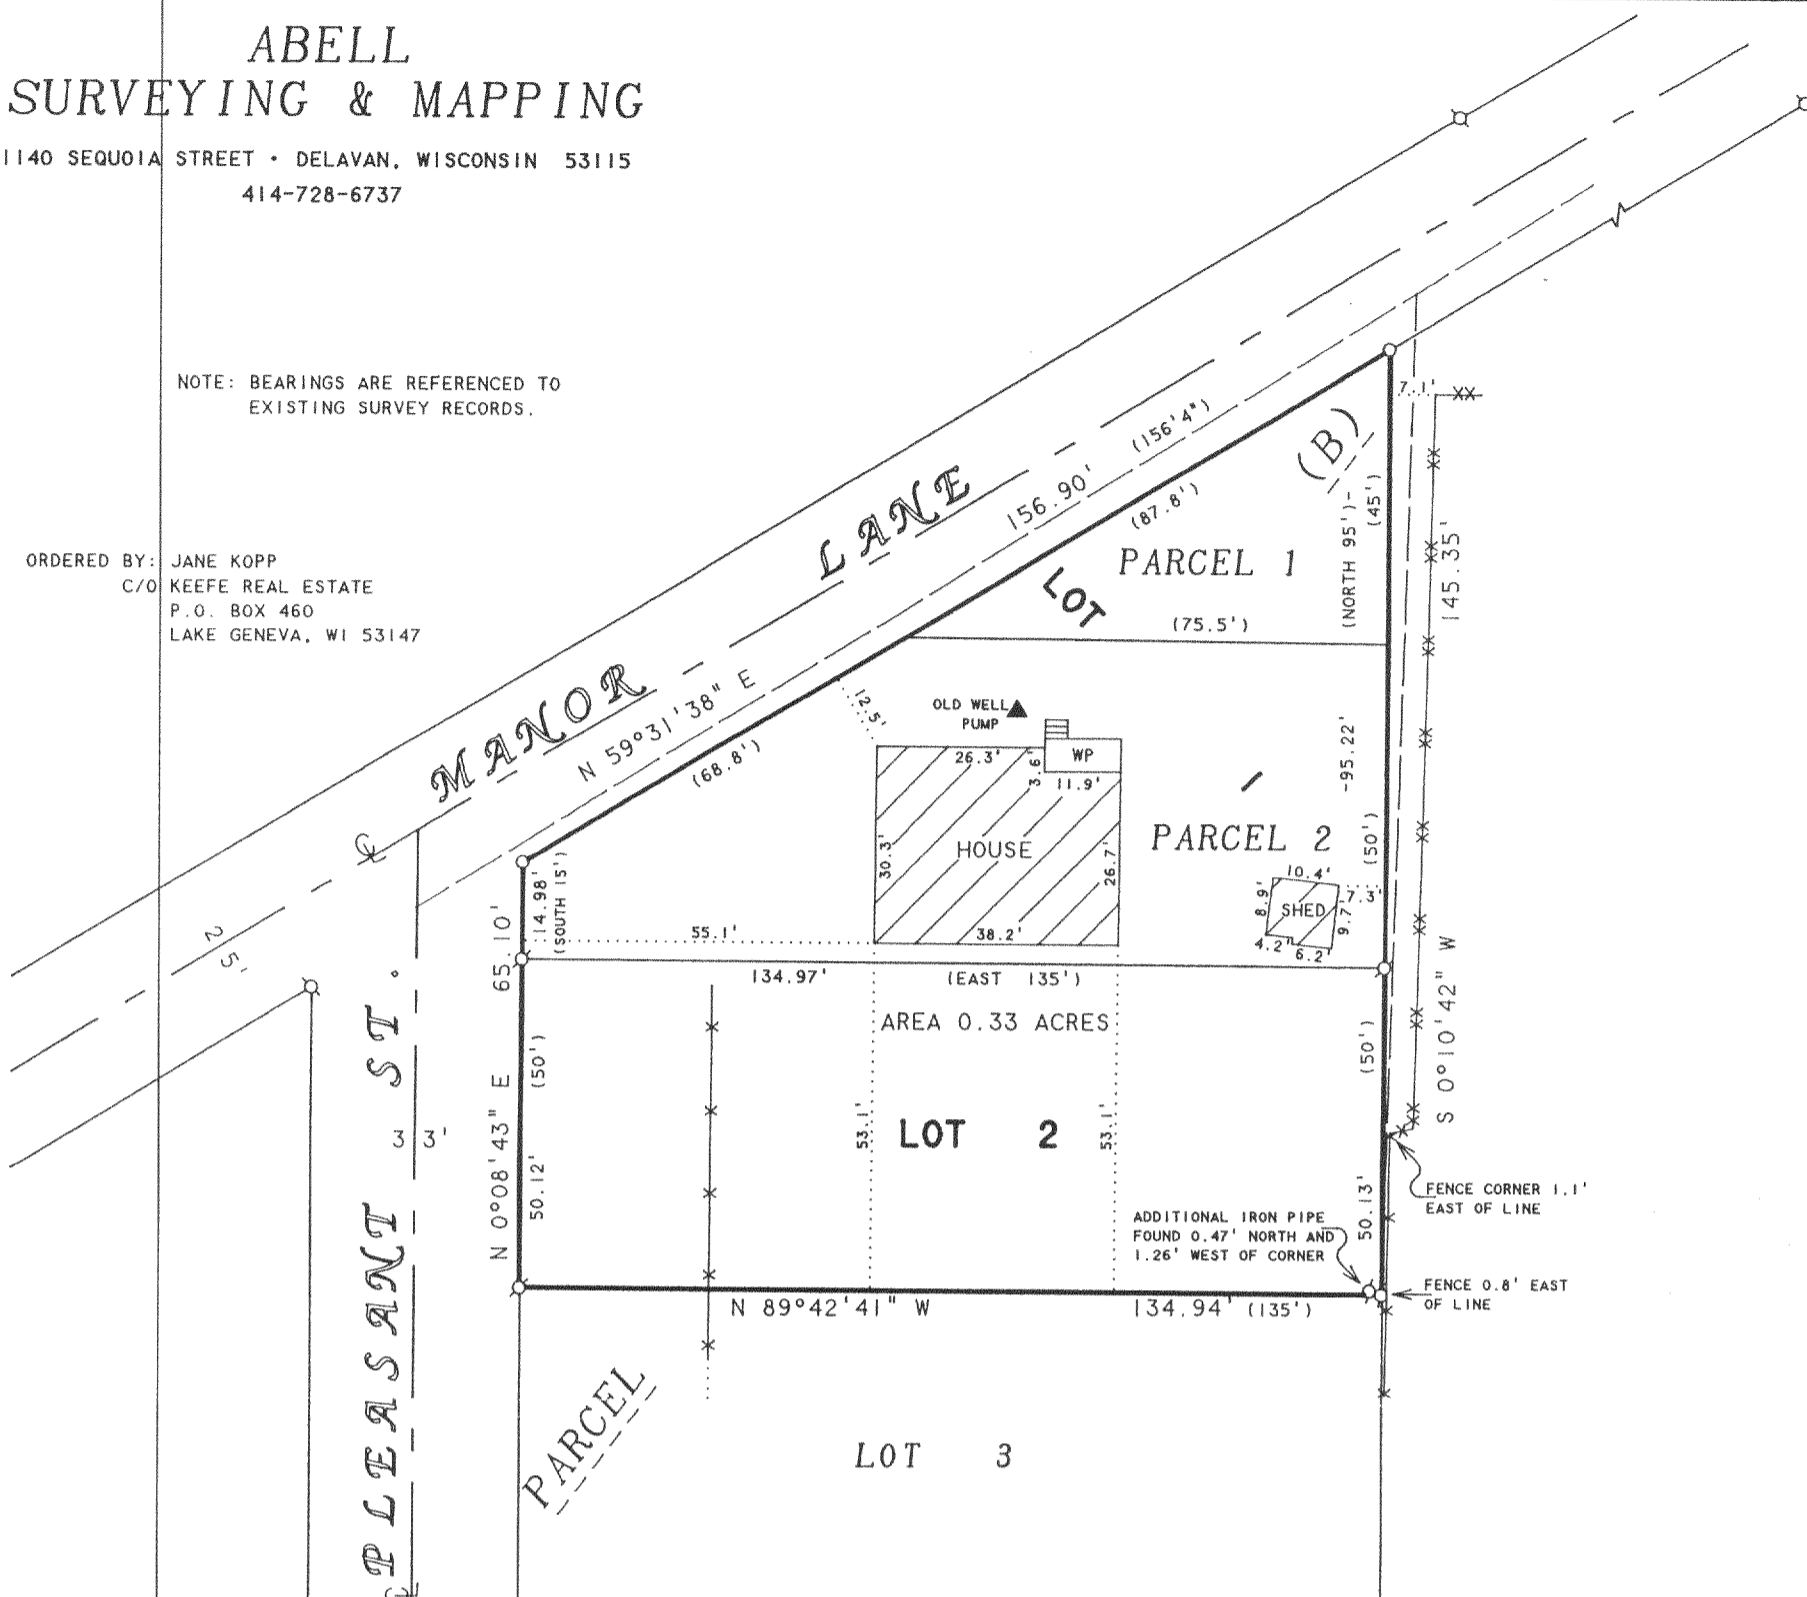 ABELL
SURVEYING & MAPPING
1140 SEQUOIA STREET • DELAVAN, WISCONSIN 53115
414-728-6737
NOTE: BEARINGS ARE REFERENCED TO
EXISTING SURVEY RECORDS.
ORDERED BY: JANE KOPP
C/O KEEFE REAL ESTATE
P.O. BOX 460
LAKE GENEVA, WI 53147
MANOR LANE
N 59°31'38" E
156.90'
(156'4")
(87.8')
(68.8')
(B)
7.1'
XX
(45')
(NORTH 95')
145.35'
PARCEL 1
LOT
(75.5')
12.5'
OLD WELL
PUMP
WP
26.3'
3.6'
11.9'
30.3'
HOUSE
26.7'
38.2'
1
-95.22'
PARCEL 2
(50')
10.4'
8.9'
SHED
9.7'
7.3'
4.2'
6.2'
25'
14.98'
(SOUTH 15')
65.10'
55.1'
134.97'
(EAST 135')
AREA 0.33 ACRES
PLEASANT ST.
33'
N 0°08'43" E
(50')
50.12'
53.1'
LOT 2
53.1'
(50')
50.13'
S 0°10'42" W
FENCE CORNER 1.1'
EAST OF LINE
ADDITIONAL IRON PIPE
FOUND 0.47' NORTH AND
1.26' WEST OF CORNER
FENCE 0.8' EAST
OF LINE
N 89°42'41" W
134.94' (135')
PARCEL
LOT 3